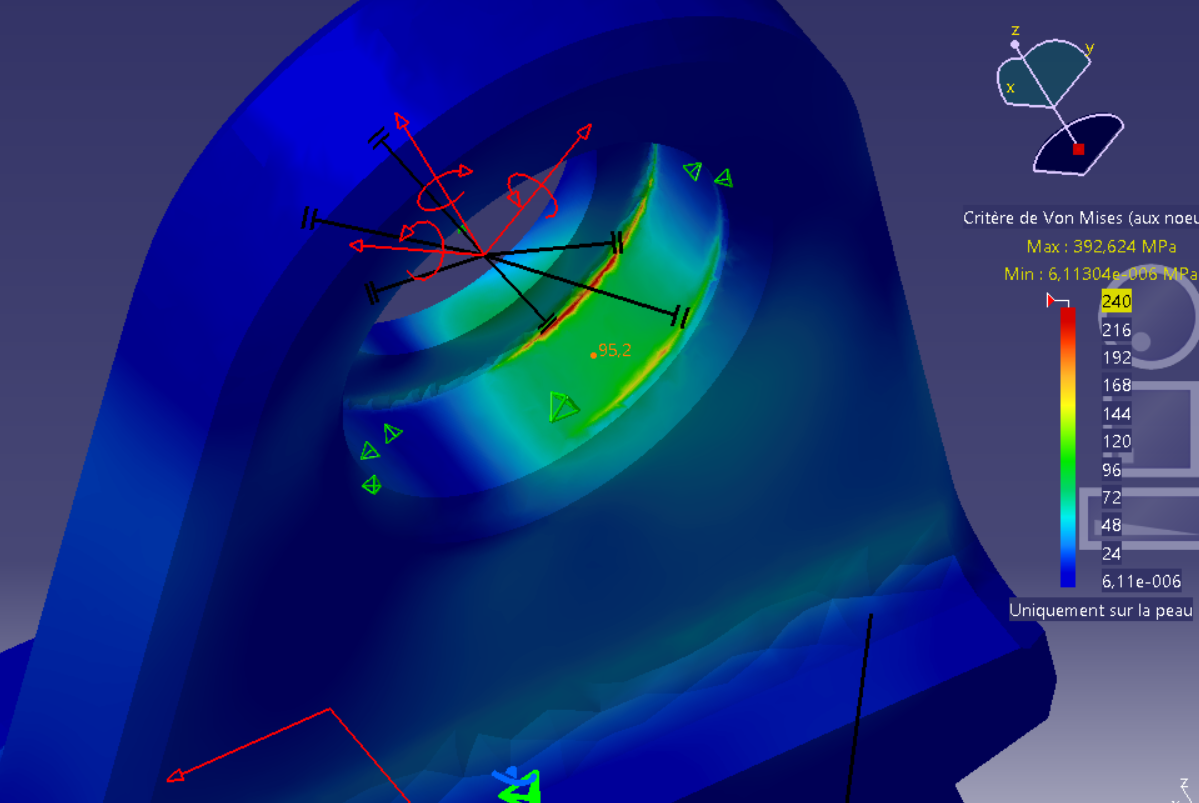 z
y
x
Critère de Von Mises (aux noeu
Max : 392,624 MPa
Min : 6,11304e-006 MPa
240
216
192
168
144
120
96
72
48
24
6,11e-006
Uniquement sur la peau
95,2
z